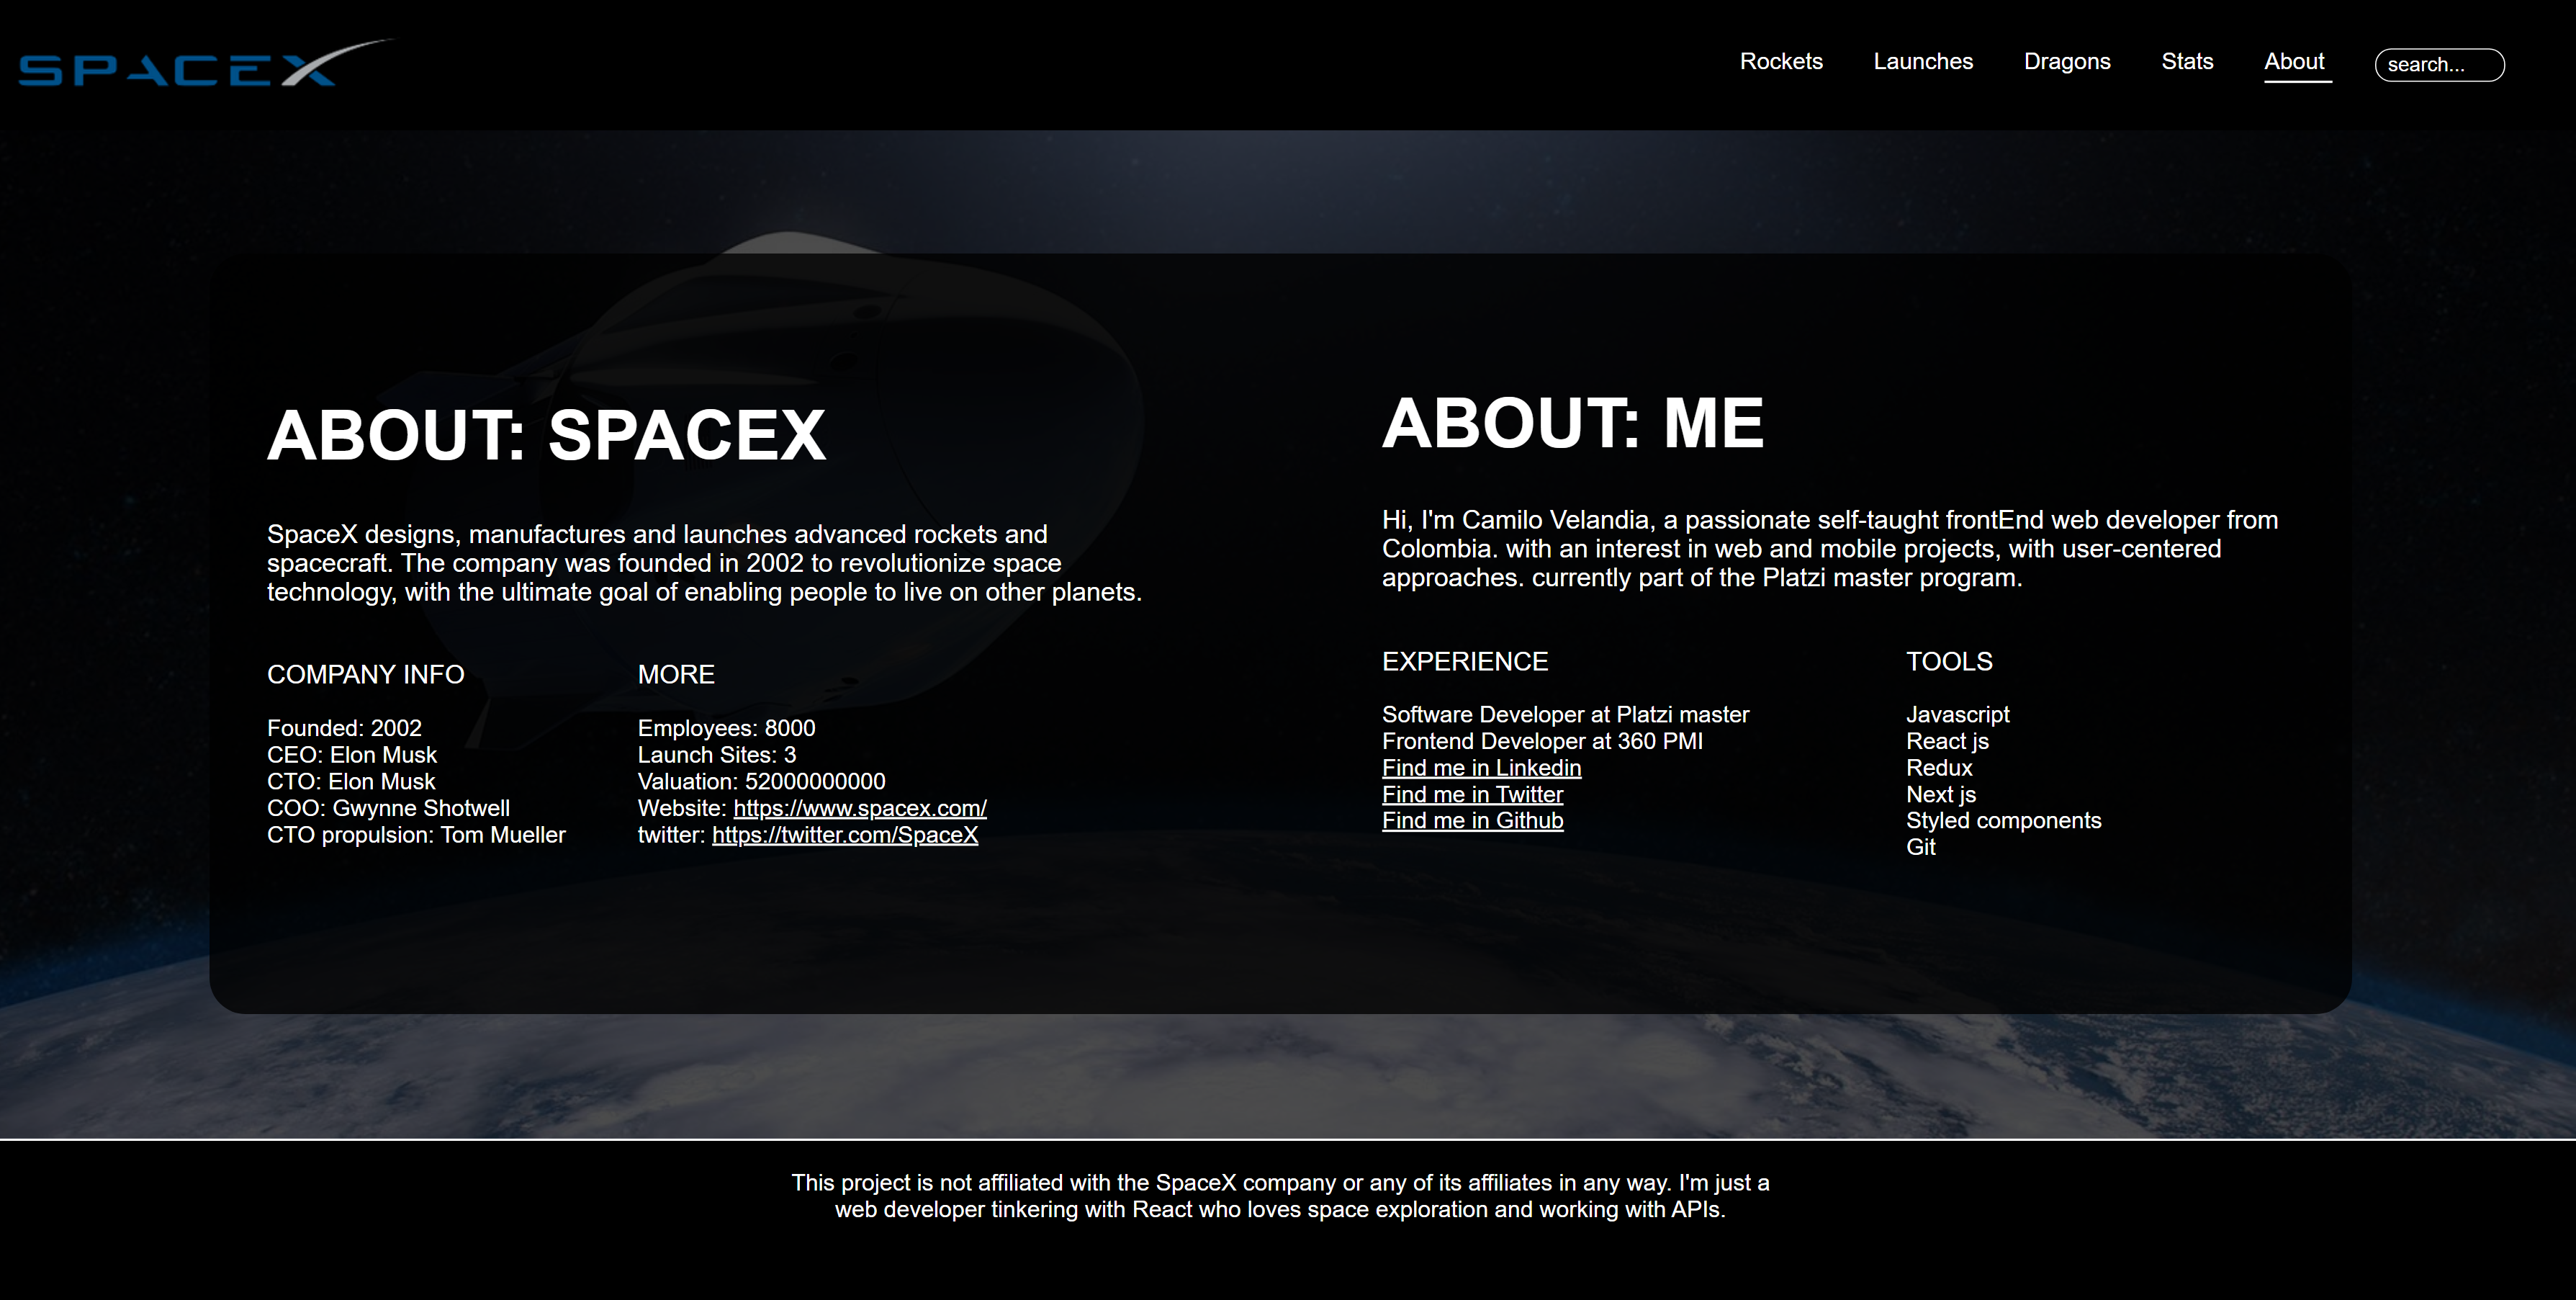 SPACEX
Rockets Launches Dragons Stats About search...
ABOUT: SPACEX
SpaceX designs, manufactures and launches advanced rockets and
spacecraft. The company was founded in 2002 to revolutionize space
technology, with the ultimate goal of enabling people to live on other planets.
COMPANY INFO
Founded: 2002
CEO: Elon Musk
CTO: Elon Musk
COO: Gwynne Shotwell
CTO propulsion: Tom Mueller
MORE
Employees: 8000
Launch Sites: 3
Valuation: 52000000000
Website: https://www.spacex.com/
twitter: https://twitter.com/SpaceX
ABOUT: ME
Hi, I'm Camilo Velandia, a passionate self-taught frontEnd web developer from
Colombia. with an interest in web and mobile projects, with user-centered
approaches. currently part of the Platzi master program.
EXPERIENCE
Software Developer at Platzi master
Frontend Developer at 360 PMI
Find me in Linkedin
Find me in Twitter
Find me in Github
TOOLS
Javascript
React js
Redux
Next js
Styled components
Git
This project is not affiliated with the SpaceX company or any of its affiliates in any way. I'm just a
web developer tinkering with React who loves space exploration and working with APIs.